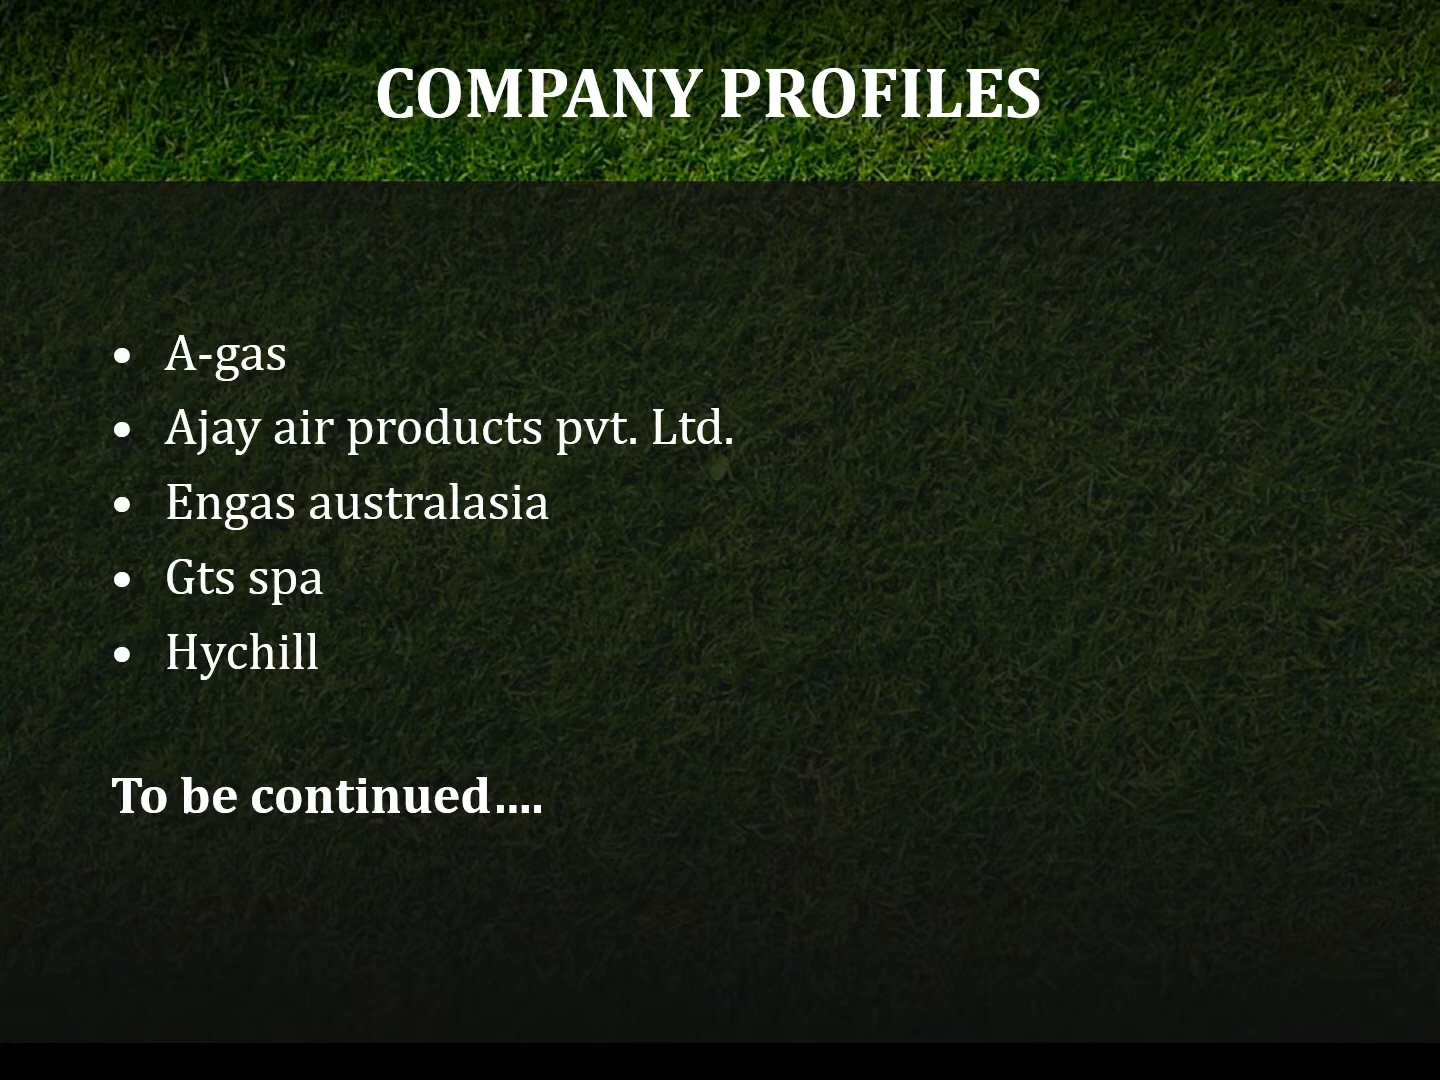 COMPANY PROFILES
• A-gas
• Ajay air products pvt. Ltd.
• Engas australasia
• Gts spa
• Hychill
To be continued....